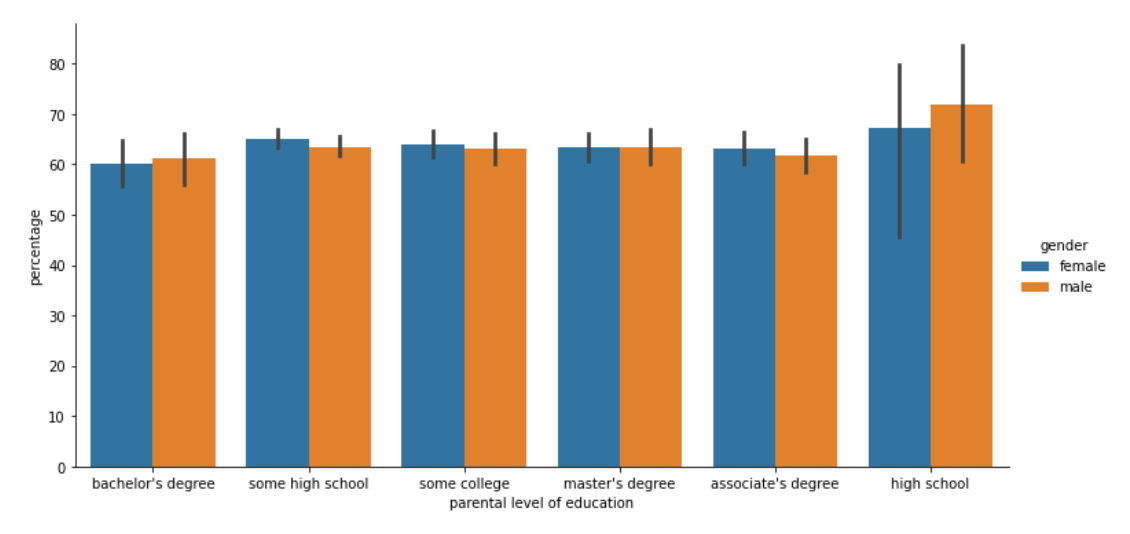 80
70
60
50
40
30
20
10
0
percentage
bachelor's degree some high school some college master's degree associate's degree high school
parental level of education
gender
female
male